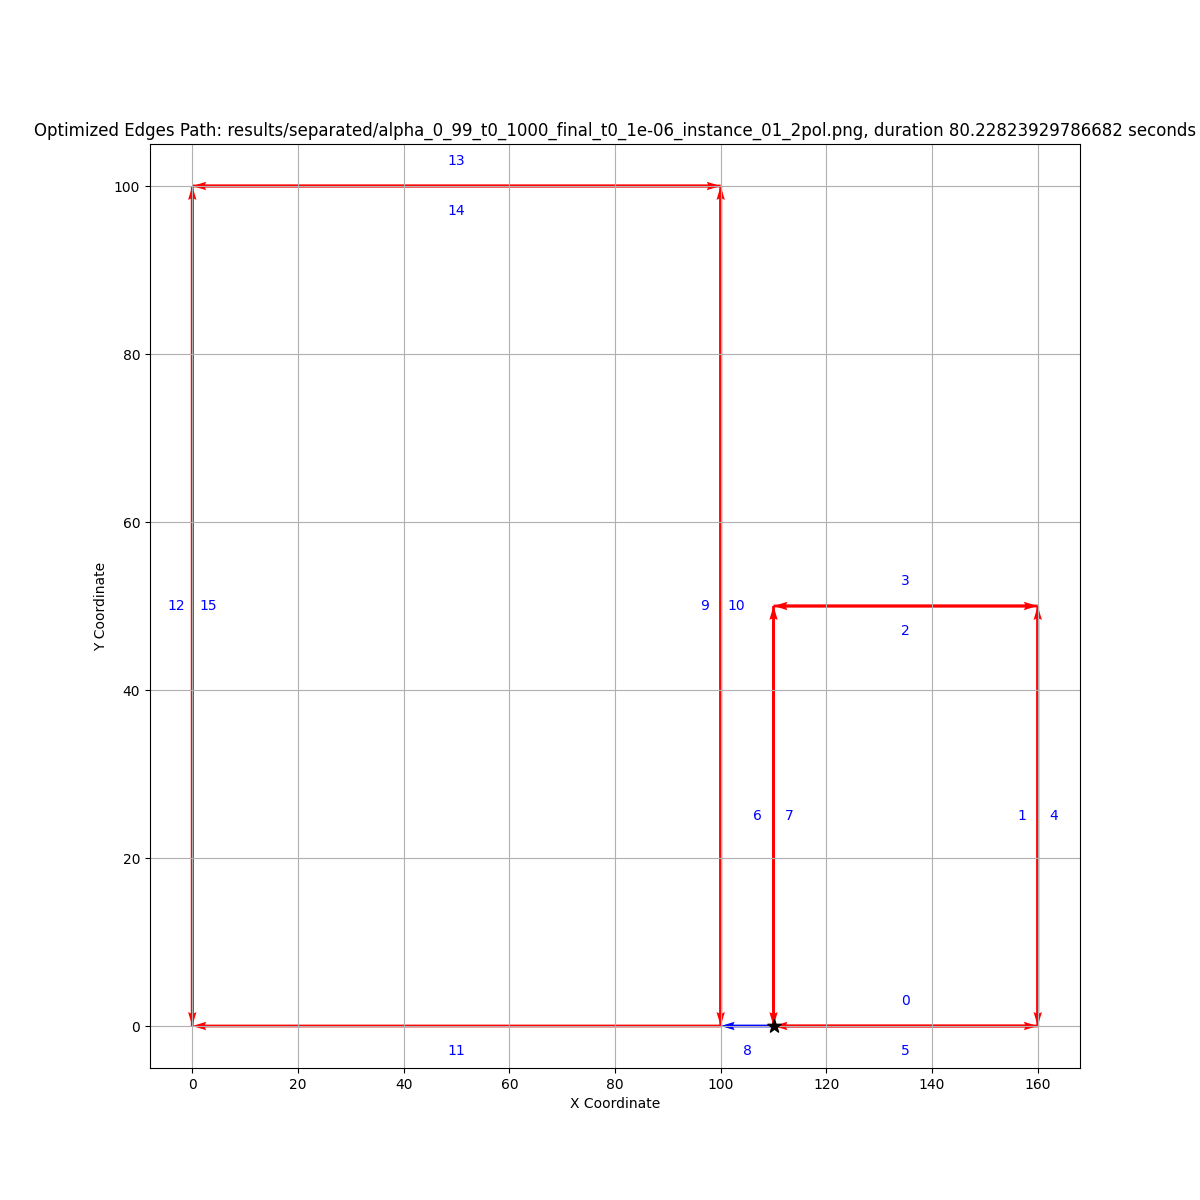 Optimized Edges Path: results/separated/alpha_0_99_t0_1000_final_t0_1e-06_instance_01_2pol.png, duration 80.22823929786682 seconds
13
100
14
80
60
Y Coordinate
3
12 15 9 10
2
40
6 7 1 4
20
0
0
11 8 5
0 20 40 60 80 100 120 140 160
X Coordinate